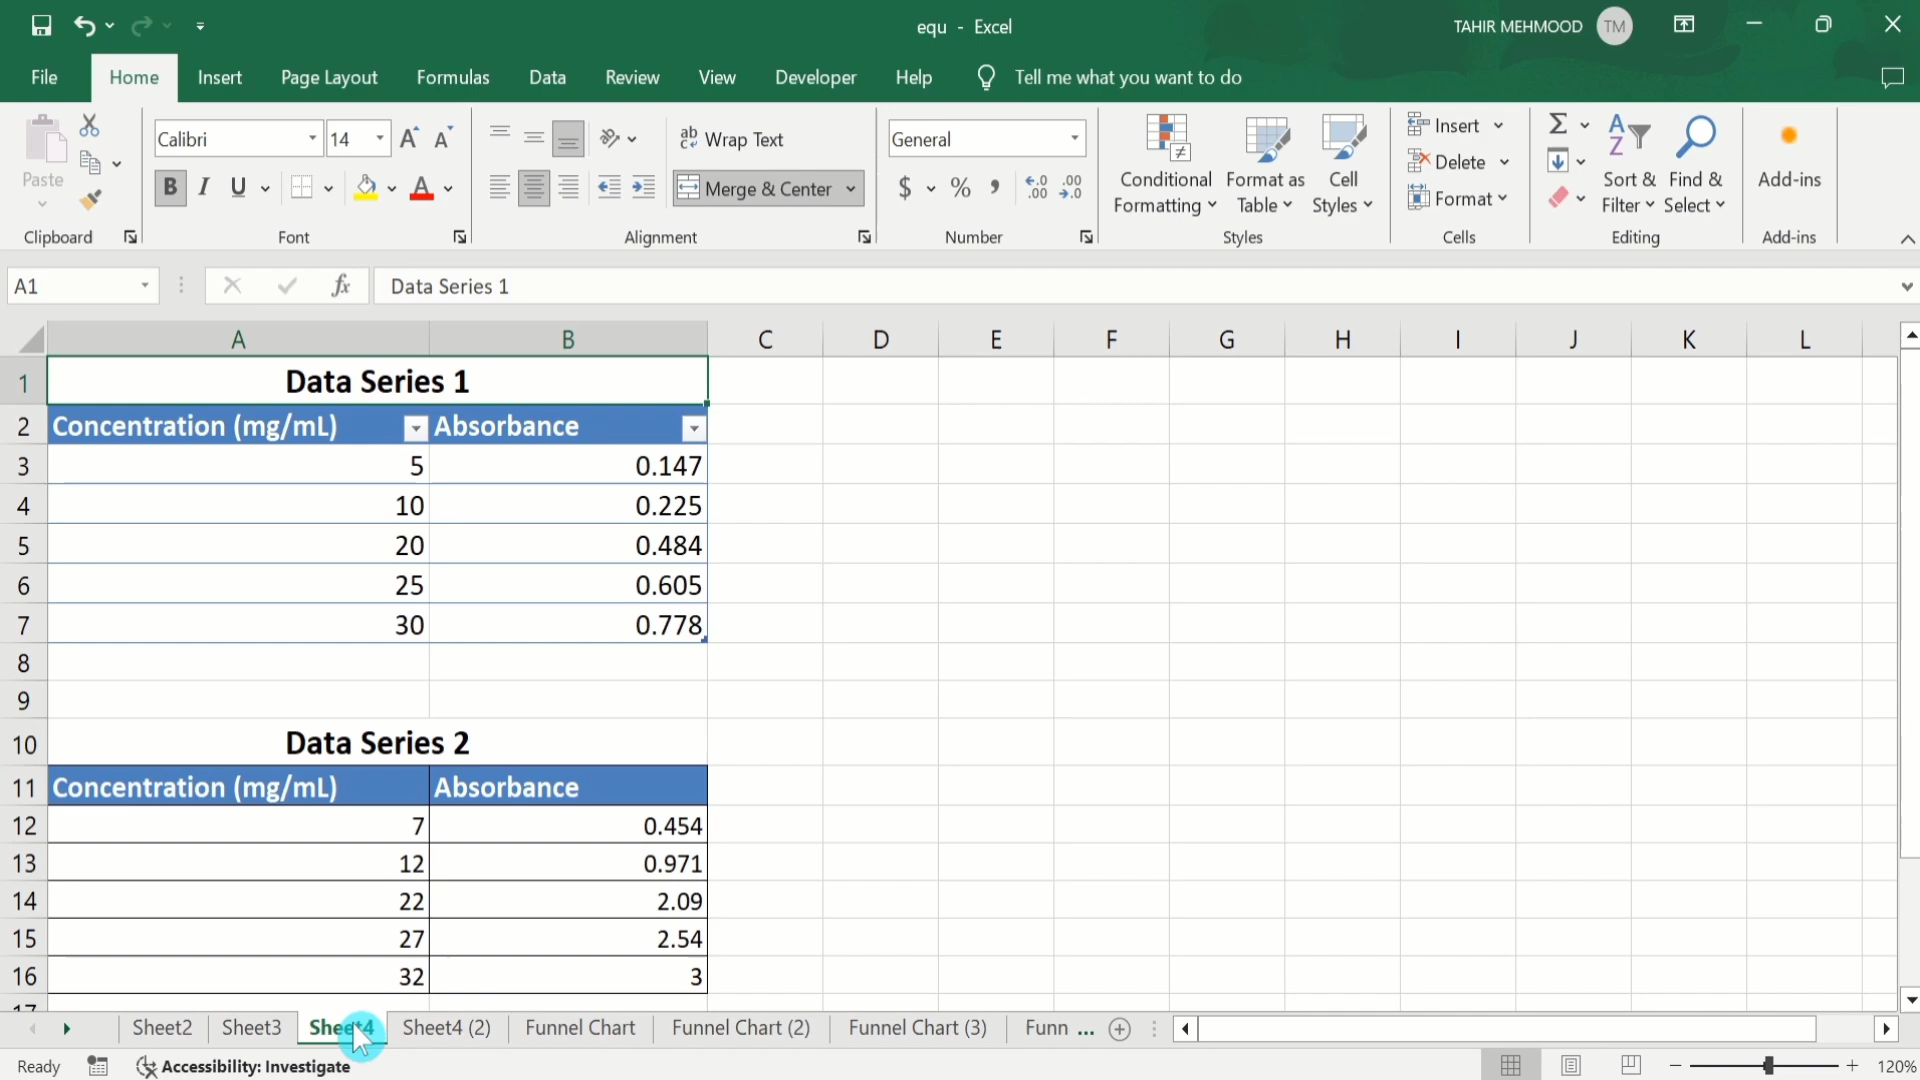 equ - Excel
TAHIR MEHMOOD TM
File Home Insert Page Layout Formulas Data Review View Developer Help Tell me what you want to do
Paste
Clipboard
Calibri 14
B I U
Font
Wrap Text
Merge & Center
Alignment
General
$ % ,
Number
Conditional Formatting
Format as Table
Cell Styles
Styles
Insert
Delete
Format
Cells
Sort & Filter
Find & Select
Editing
Add-ins
Add-ins
A1 fx Data Series 1
A B C D E F G H I J K L
1 Data Series 1
2 Concentration (mg/mL) Absorbance
3 5 0.147
4 10 0.225
5 20 0.484
6 25 0.605
7 30 0.778
8
9
10 Data Series 2
11 Concentration (mg/mL) Absorbance
12 7 0.454
13 12 0.971
14 22 2.09
15 27 2.54
16 32 3
17
Sheet2 Sheet3 Sheet4 Sheet4 (2) Funnel Chart Funnel Chart (2) Funnel Chart (3) Funn ...
Ready Accessibility: Investigate 120%